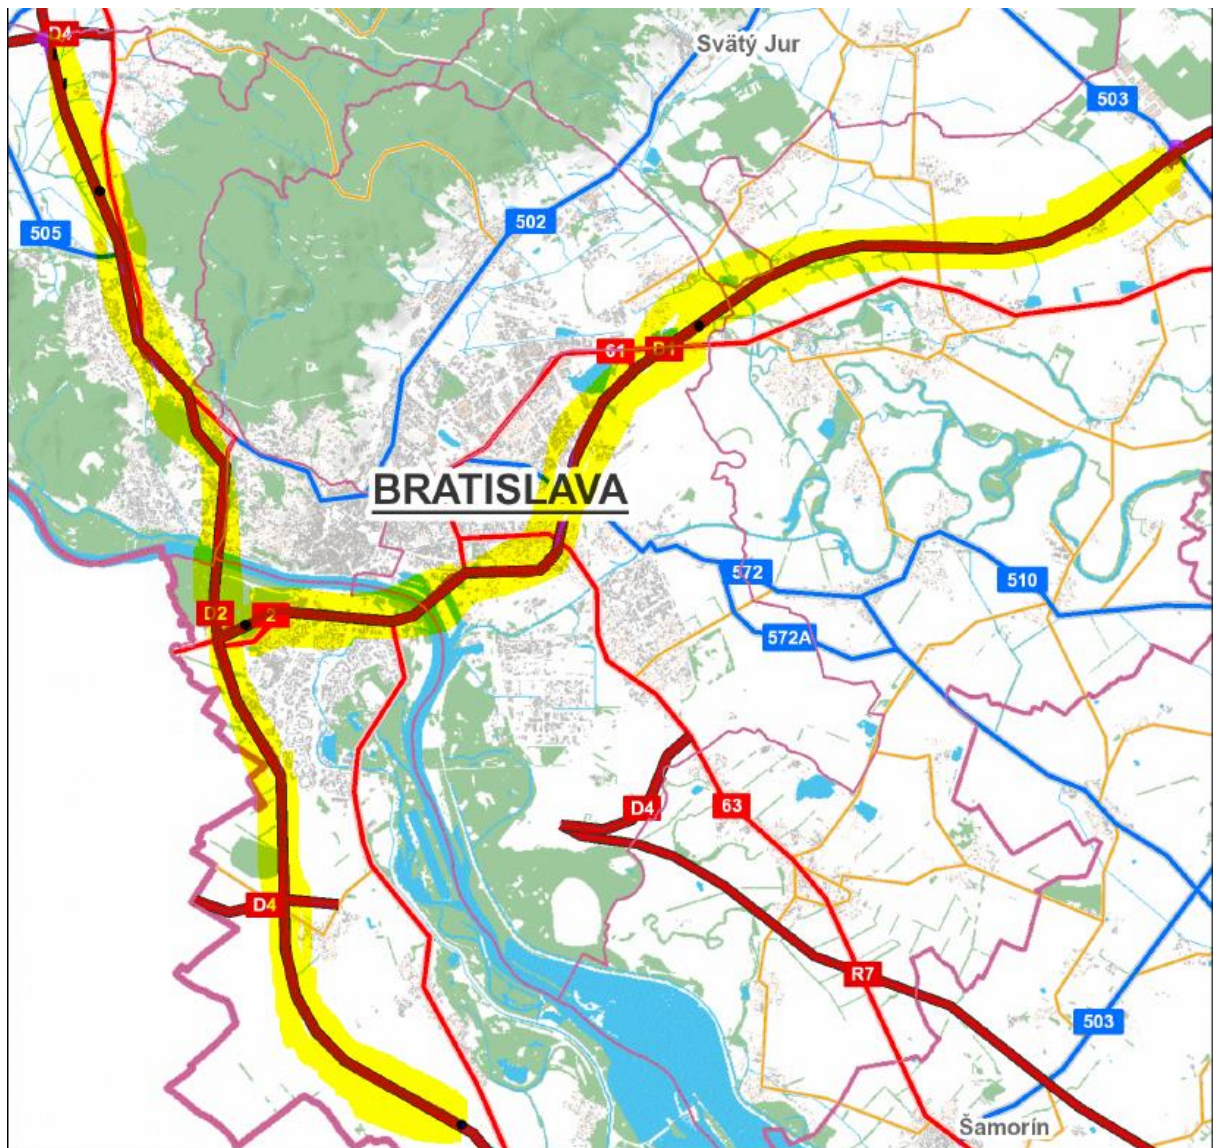 D4
Svätý Jur
503
505
502
61
D1
BRATISLAVA
572
510
D2
2
572A
D4
63
D4
R7
503
Šamorín